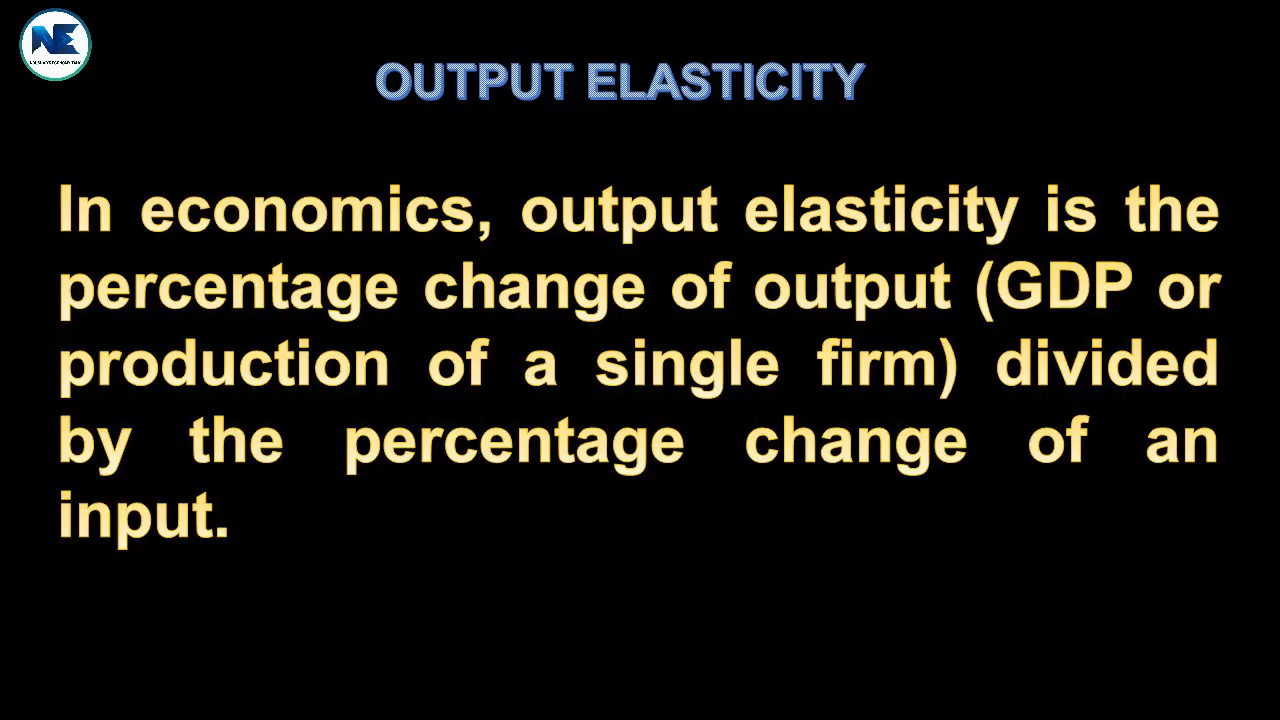 NE
OUTPUT ELASTICITY
In economics, output elasticity is the
percentage change of output (GDP or
production of a single firm) divided
by the percentage change of an
input.